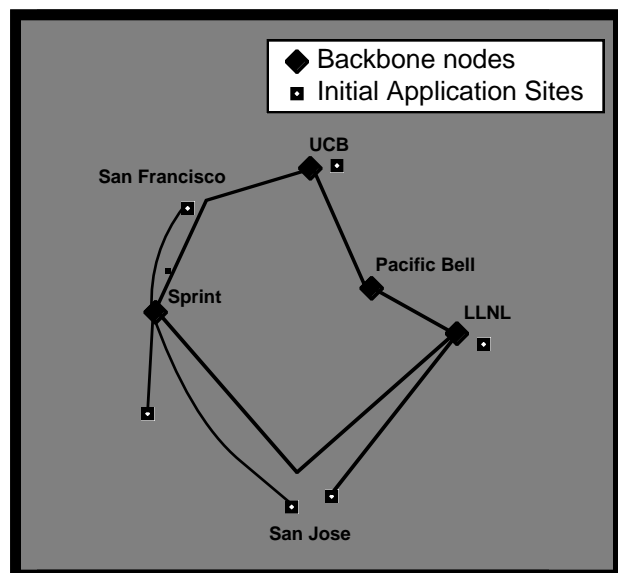 Backbone nodes
Initial Application Sites
UCB
San Francisco
Pacific Bell
Sprint
LLNL
San Jose